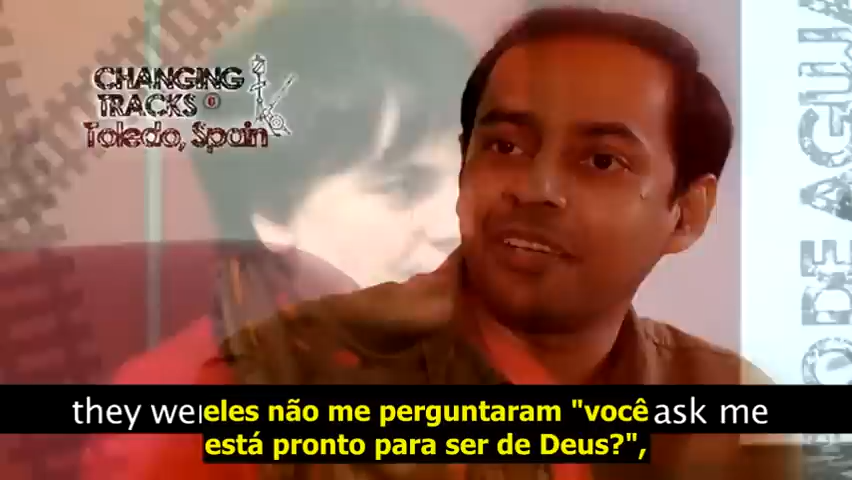 CHANGING
TRACKS
Toledo, Spain
DE AGUJA
they we
ask me
eles não me perguntaram "você
está pronto para ser de Deus?",